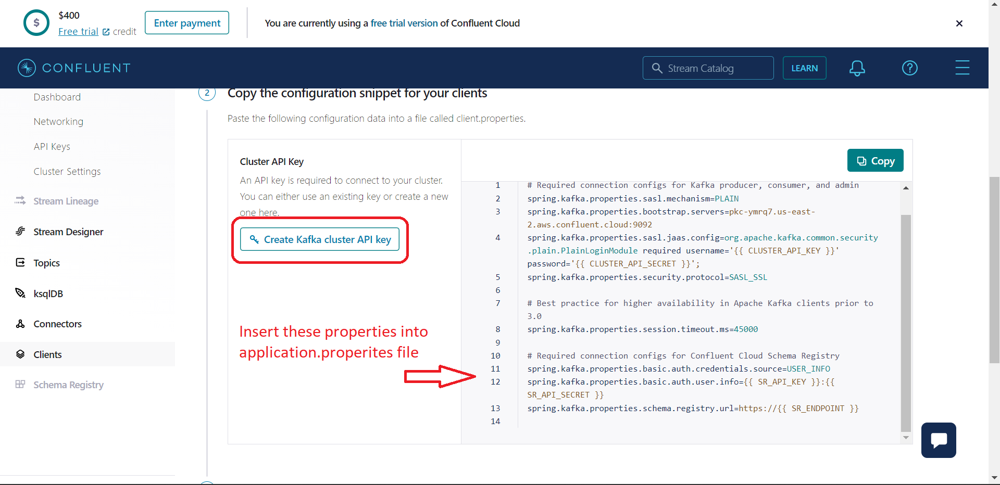 $400
Free trial credit
Enter payment
You are currently using a free trial version of Confluent Cloud
CONFLUENT
Stream Catalog
LEARN
Dashboard
Networking
API Keys
Cluster Settings
Stream Lineage
Stream Designer
Topics
ksqlDB
Connectors
Clients
Schema Registry
2
Copy the configuration snippet for your clients
Paste the following configuration data into a file called client.properties.
Cluster API Key
An API key is required to connect to your cluster.
You can either use an existing key or create a new
one here.
Create Kafka cluster API key
Insert these properties into
application.properites file
Copy
1 # Required connection configs for Kafka producer, consumer, and admin
2 spring.kafka.properties.sasl.mechanism=PLAIN
3 spring.kafka.properties.bootstrap.servers=pkc-ymrq7.us-east-
2.aws.confluent.cloud:9092
4 spring.kafka.properties.sasl.jaas.config=org.apache.kafka.common.security
.plain.PlainLoginModule required username='{{ CLUSTER_API_KEY }}'
password='{{ CLUSTER_API_SECRET }}';
5 spring.kafka.properties.security.protocol=SASL_SSL
6
7 # Best practice for higher availability in Apache Kafka clients prior to
3.0
8 spring.kafka.properties.session.timeout.ms=45000
9
10 # Required connection configs for Confluent Cloud Schema Registry
11 spring.kafka.properties.basic.auth.credentials.source=USER_INFO
12 spring.kafka.properties.basic.auth.user.info={{ SR_API_KEY }}:{{
SR_API_SECRET }}
13 spring.kafka.properties.schema.registry.url=https://{{ SR_ENDPOINT }}
14